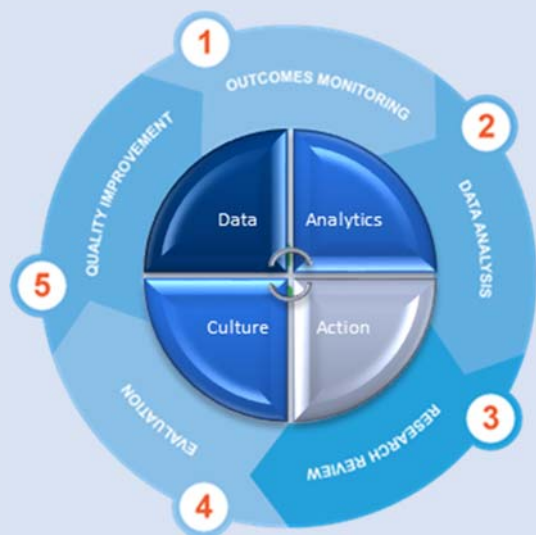 1
OUTCOMES MONITORING
2
DATA ANALYSIS
3
RESEARCH REVIEW
4
EVALUATION
5
QUALITY IMPROVEMENT
Data
Analytics
Culture
Action